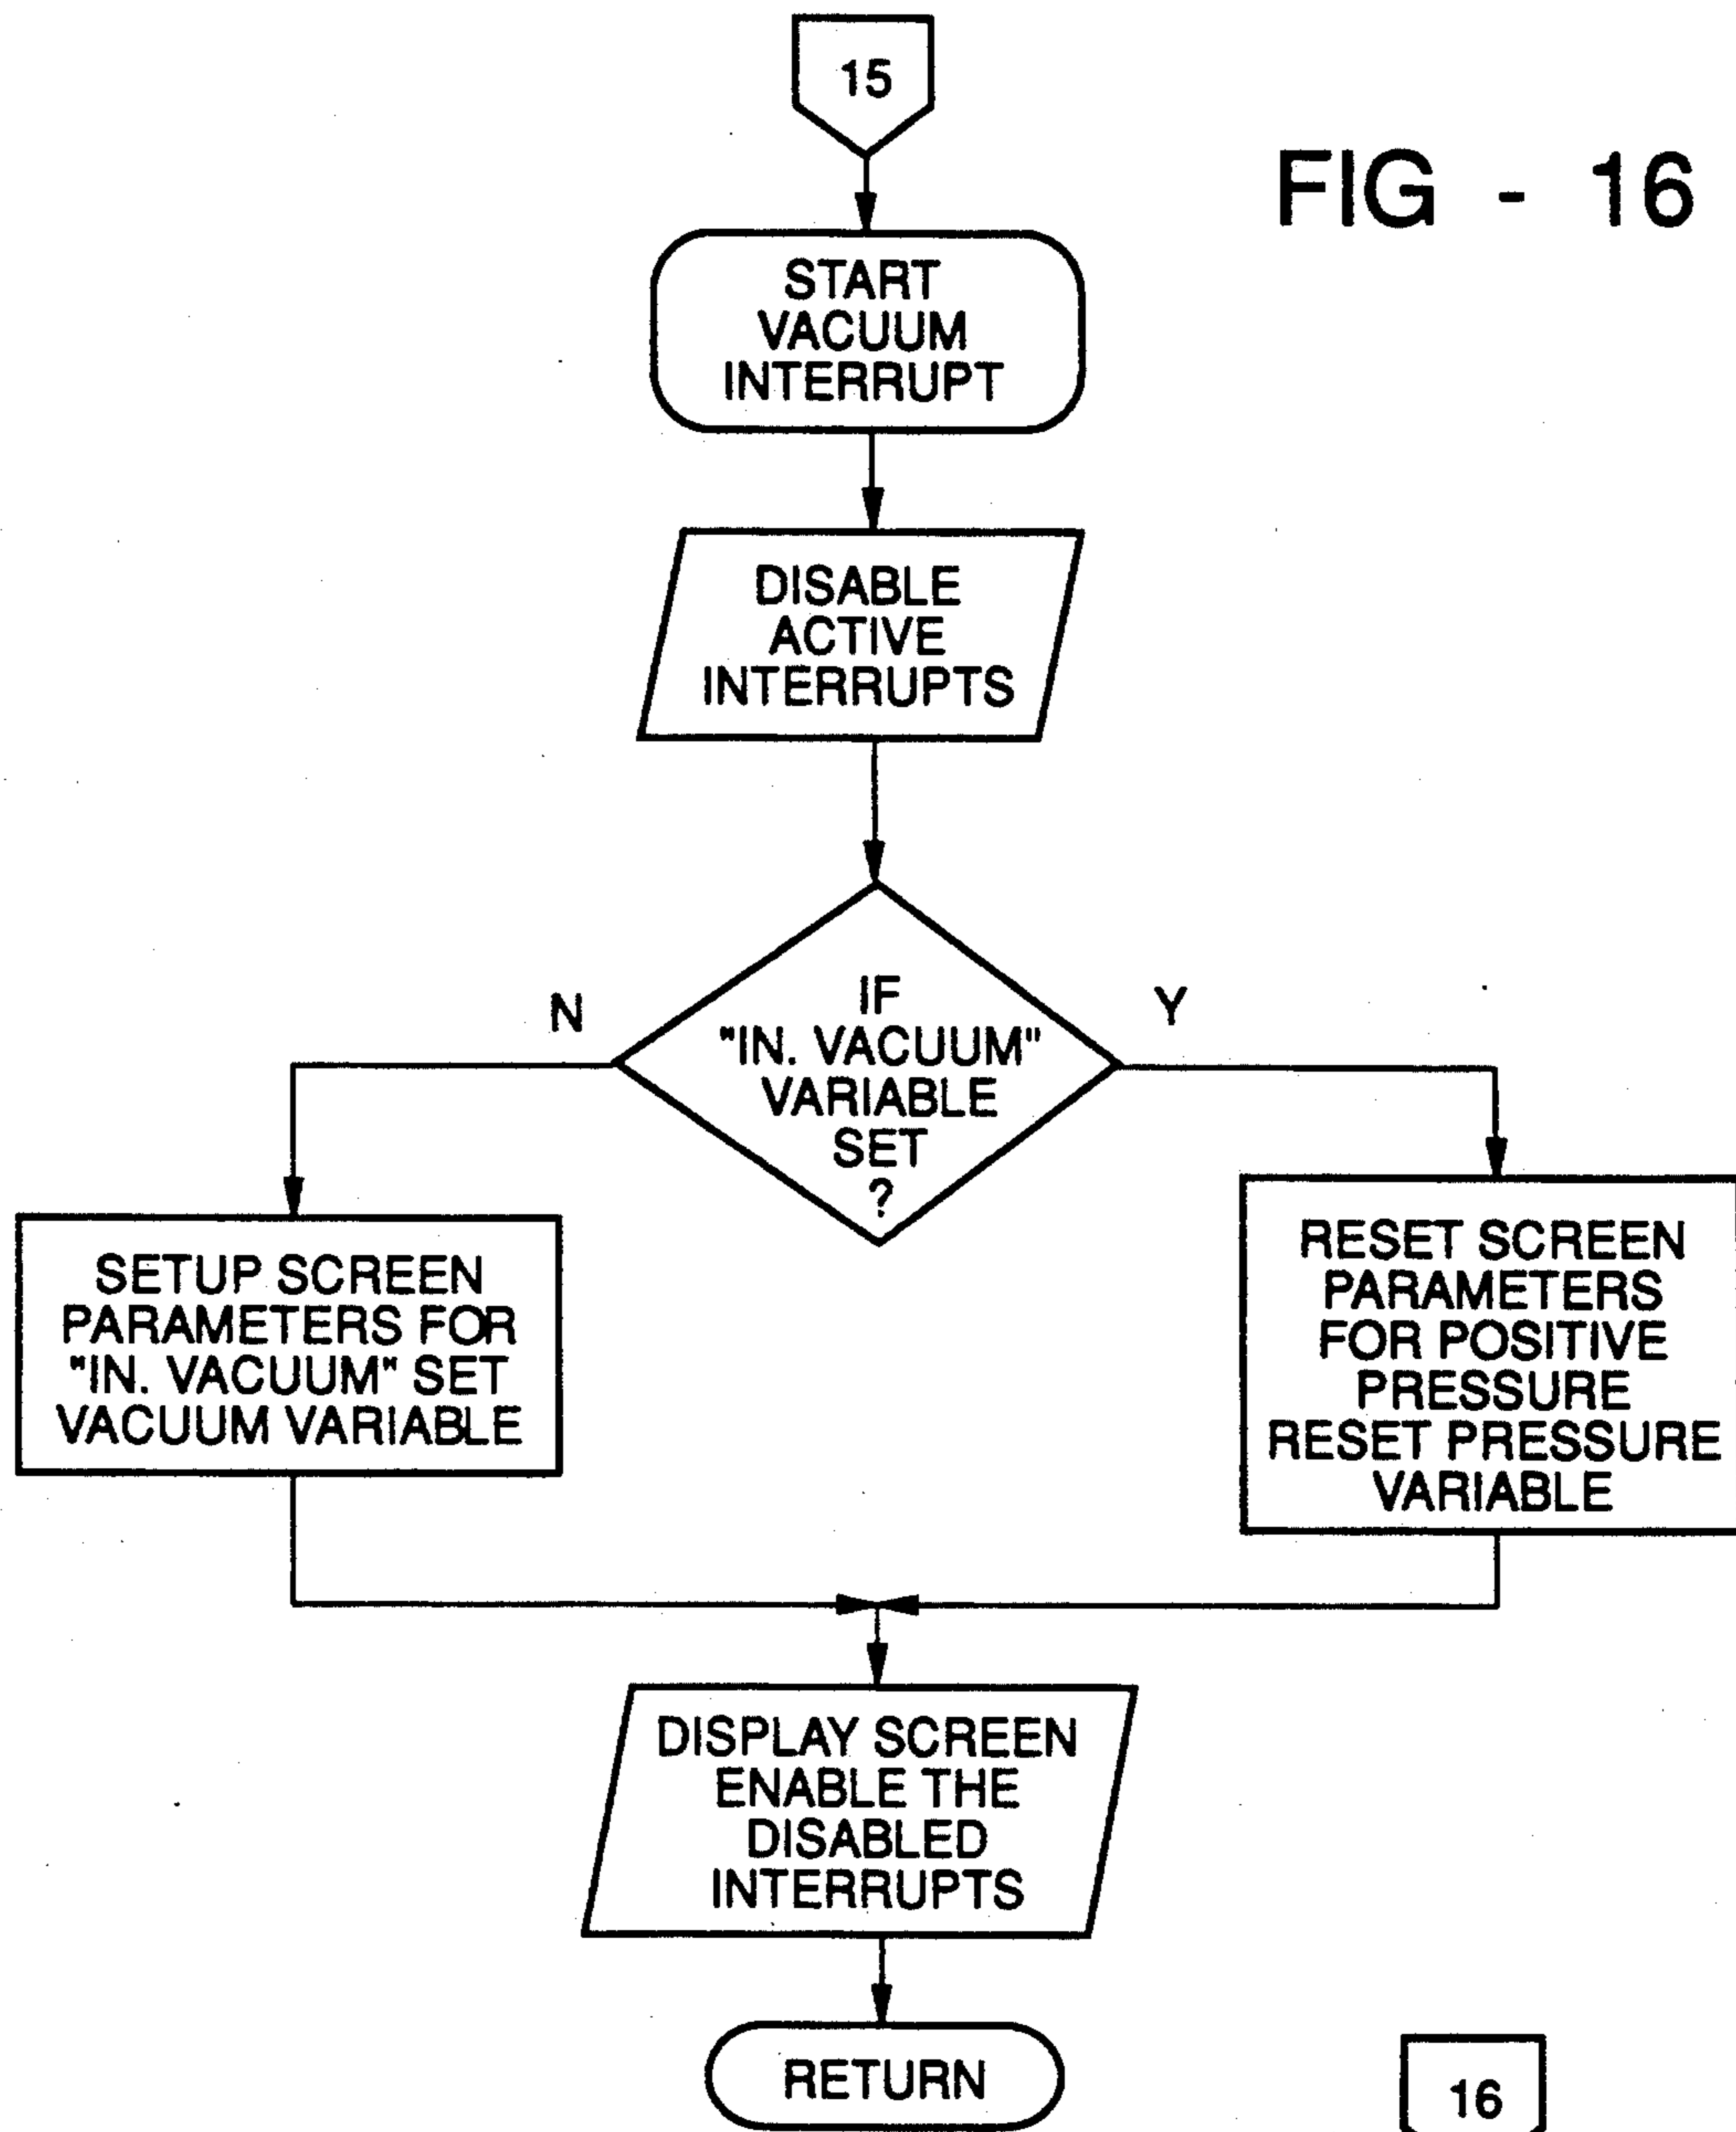 15
FIG - 16
START
VACUUM
INTERRUPT
DISABLE
ACTIVE
INTERRUPTS
N
Y
IF
"IN. VACUUM"
VARIABLE
SET
?
SETUP SCREEN
PARAMETERS FOR
"IN. VACUUM" SET
VACUUM VARIABLE
RESET SCREEN
PARAMETERS
FOR POSITIVE
PRESSURE
RESET PRESSURE
VARIABLE
DISPLAY SCREEN
ENABLE THE
DISABLED
INTERRUPTS
RETURN
16